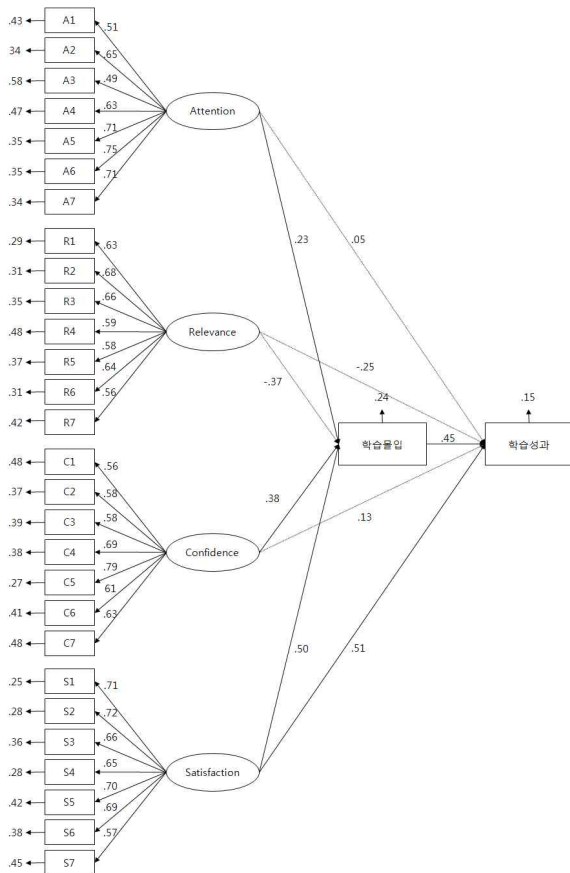 .43 A1 .51
34 A2 .65
.58 A3 .49
.47 A4 .63 Attention
.35 A5 .71
.35 A6 .75
.34 A7 .71
.23 .05
.29 R1 .63
.31 R2 .68
.35 R3 .66
.48 R4 .59 Relevance
.37 R5 .58
.31 R6 .64
.42 R7 .56
-.37 -.25
.24 .15
학습몰입 .45 학습성과
.48 C1 .56
.37 C2 .58
.39 C3 .58
.38 C4 .69 Confidence
.27 C5 .79
.41 C6 61
.48 C7 .63
.38 .13
.50 .51
.25 S1 .71
.28 S2 .72
.36 S3 .66
.28 S4 .65 Satisfaction
.42 S5 .70
.38 S6 .69
.45 S7 .57